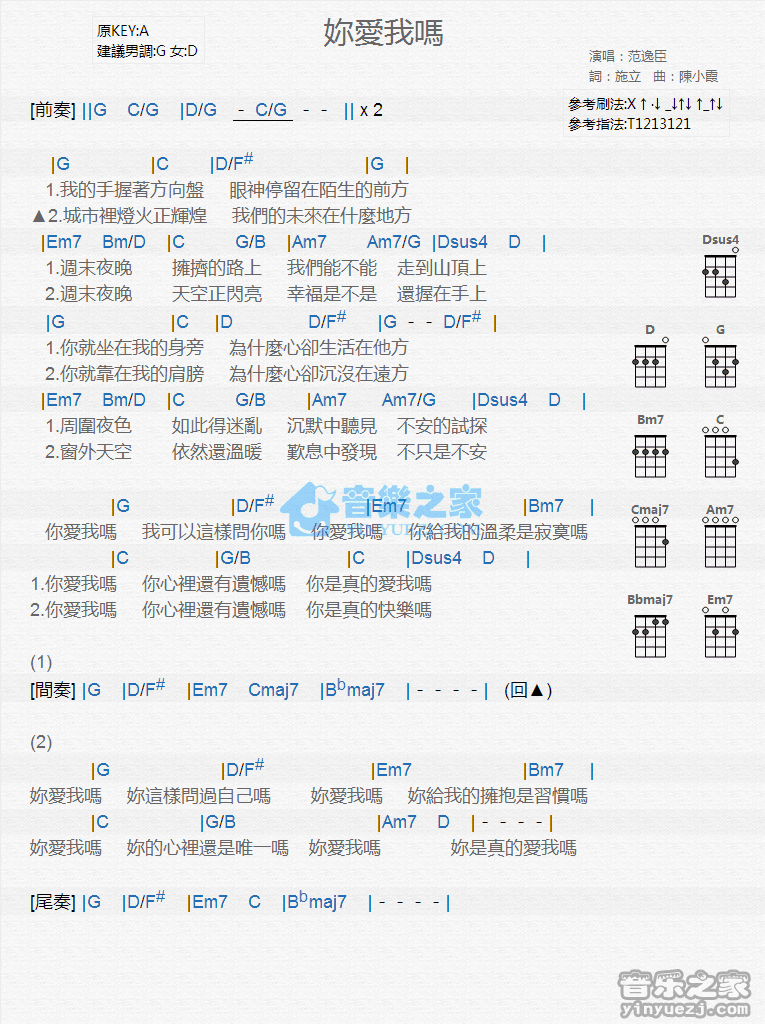 原KEY:A
建議男調:G 女:D
妳愛我嗎
演唱：范逸臣
詞：施立 曲：陳小霞
參考刷法:X↑·↓_↓↑↓↑_↑↓
參考指法:T1213121
[前奏] ||G C/G |D/G - C/G - - || x 2
|G |C |D/F# |G |
1.我的手握著方向盤 眼神停留在陌生的前方
▲2.城市裡燈火正輝煌 我們的未來在什麼地方
|Em7 Bm/D |C G/B |Am7 Am7/G |Dsus4 D |
1.週末夜晚 擁擠的路上 我們能不能 走到山頂上
2.週末夜晚 天空正閃亮 幸福是不是 還握在手上
|G |C |D D/F# |G - - D/F# |
1.你就坐在我的身旁 為什麼心卻生活在他方
2.你就靠在我的肩膀 為什麼心卻沉沒在遠方
|Em7 Bm/D |C G/B |Am7 Am7/G |Dsus4 D |
1.周圍夜色 如此得迷亂 沉默中聽見 不安的試探
2.窗外天空 依然還溫暖 歎息中發現 不只是不安
|G |D/F# |Em7 |Bm7 |
你愛我嗎 我可以這樣問你嗎 你愛我嗎 你給我的溫柔是寂寞嗎
|C |G/B |C |Dsus4 D |
1.你愛我嗎 你心裡還有遺憾嗎 你是真的愛我嗎
2.你愛我嗎 你心裡還有遺憾嗎 你是真的快樂嗎
(1)
[間奏] |G |D/F# |Em7 Cmaj7 |Bbmaj7 | - - - - | (回▲)
(2)
|G |D/F# |Em7 |Bm7 |
妳愛我嗎 妳這樣問過自己嗎 妳愛我嗎 妳給我的擁抱是習慣嗎
|C |G/B |Am7 D | - - - - |
妳愛我嗎 妳的心裡還是唯一嗎 妳愛我嗎 妳是真的愛我嗎
[尾奏] |G |D/F# |Em7 C |Bbmaj7 | - - - - |
Dsus4
D G
Bm7 C
Cmaj7 Am7
Bbmaj7 Em7
音樂之家
音乐之家
yinyuezj.com